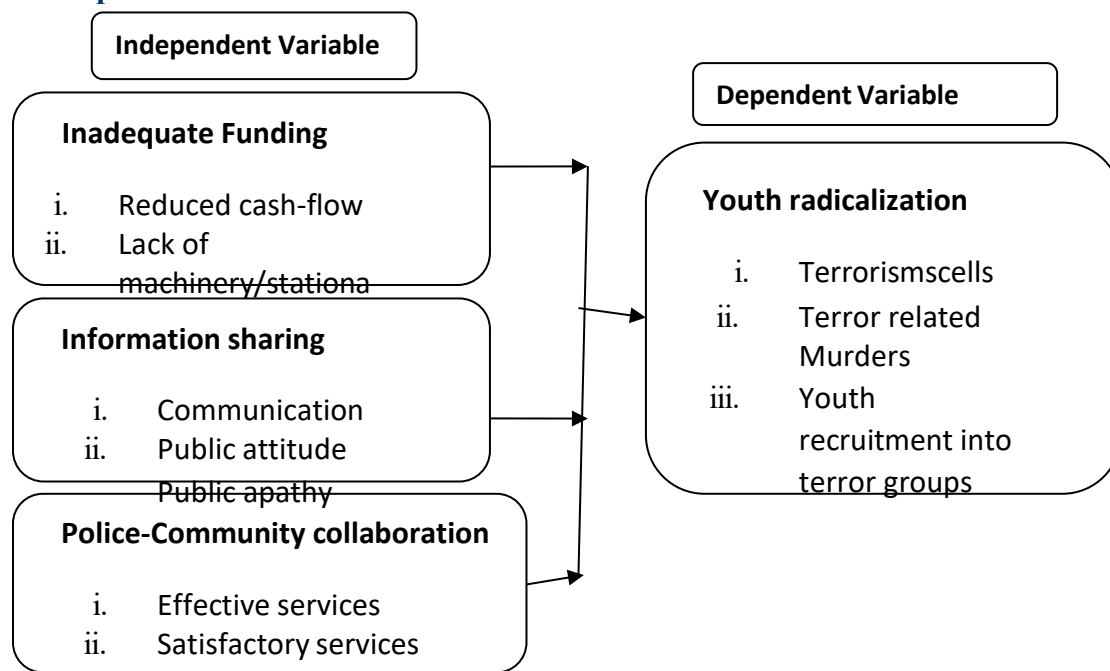 Independent Variable
Inadequate Funding
i. Reduced cash-flow
ii. Lack of
machinery/stationa
Information sharing
i. Communication
ii. Public attitude
Public apathy
Police-Community collaboration
i. Effective services
ii. Satisfactory services
Dependent Variable
Youth radicalization
i. Terrorismscells
ii. Terror related
Murders
iii. Youth
recruitment into
terror groups